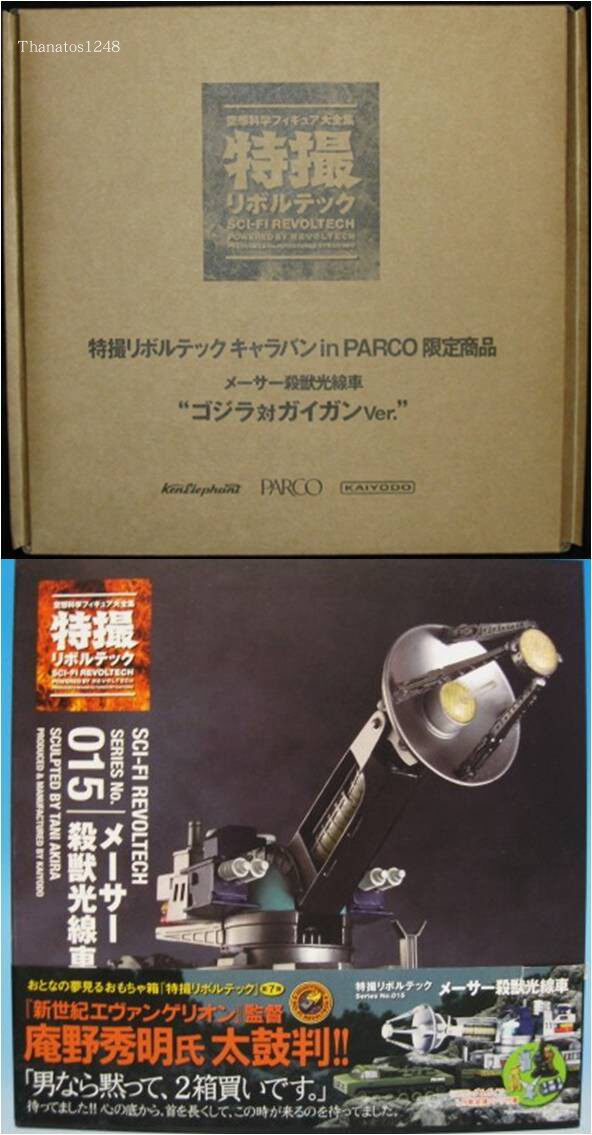 Thanatos1248
空想科学フィギュア大全集
特撮
リボルテック
SCI-FI REVOLTECH
POWERED BY REVOLTECH
特撮リボルテック キャラバン in PARCO 限定商品
メーサー殺獣光線車
“ゴジラ対ガイガンVer.”
KenElephant PARCO KAIYODO
空想科学フィギュア大全集
特撮
リボルテック
SCI-FI REVOLTECH
POWERED BY REVOLTECH
SCI-FI REVOLTECH
SERIES No.
015
メーサー
殺獣光線車
SCULPTED BY TANI AKIRA
PRODUCED & MANUFACTURED BY KAIYODO
おとなの夢見るおもちゃ箱「特撮リボルテック」第7弾
『新世紀エヴァンゲリオン』監督
庵野秀明氏 太鼓判!!
「男なら黙って、2箱買いです。」
待ってました!! 心の底から、首を長くして、この時が来るのを待ってました。
特撮リボルテック
Series No.015
メーサー殺獣光線車